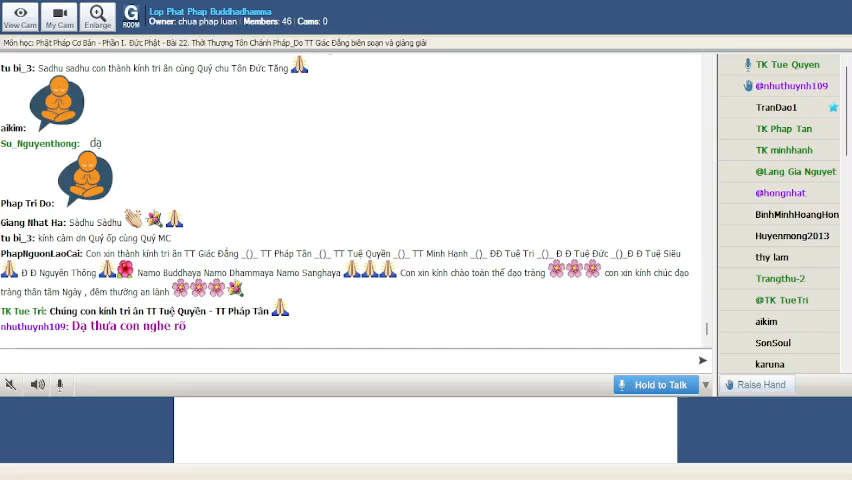 Lop Phat Phap Buddhadhamma
Owner: chua phap luan : Members: 46 : Cams: 0
View Cam
My Cam
Enlarge
G
ROOM
Môn học: Phật Pháp Cơ Bản - Phần I. Đức Phật - Bài 22. Thời Thượng Tôn Chánh Pháp_Do TT Giác Đẳng biên soạn và giảng giải
tu bi_3: Sadhu sadhu con thành kính tri ân cùng Quý chu Tôn Đức Tăng
aikim:
Su_Nguyenthong: dạ
Phap Tri Do:
Giang Nhat Ha: Sàdhu Sàdhu
tu bi_3: kính cảm ơn Quý ốp cùng Quý MC
PhapNguonLaoCai: Con xin thành kính tri ân TT Giác Đẳng _()_ TT Pháp Tân _()_ TT Tuệ Quyền _()_ TT Minh Hạnh _()_ ĐĐ Tuệ Trí _()_ Đ Đ Tuệ Đức _()_Đ Đ Tuệ Siêu
Đ Đ Nguyên Thông Namo Buddhaya Namo Dhammaya Namo Sanghaya Con xin kính chào toàn thể đạo tràng con xin kính chúc đạo
tràng thân tâm Ngày , đêm thường an lành
TK Tue Tri: Chúng con kính tri ân TT Tuệ Quyền - TT Pháp Tân
nhuthuynh109: Dạ thưa con nghe rõ
Hold to Talk
TK Tue Quyen
@nhuthuynh109
TranDao1
TK Phap Tan
TK minhhanh
@Lang Gia Nguyet
@hongnhat
BinhMinhHoangHon
Huyenmong2013
thy lam
Trangthu-2
@TK TueTri
aikim
SonSoul
karuna
Raise Hand